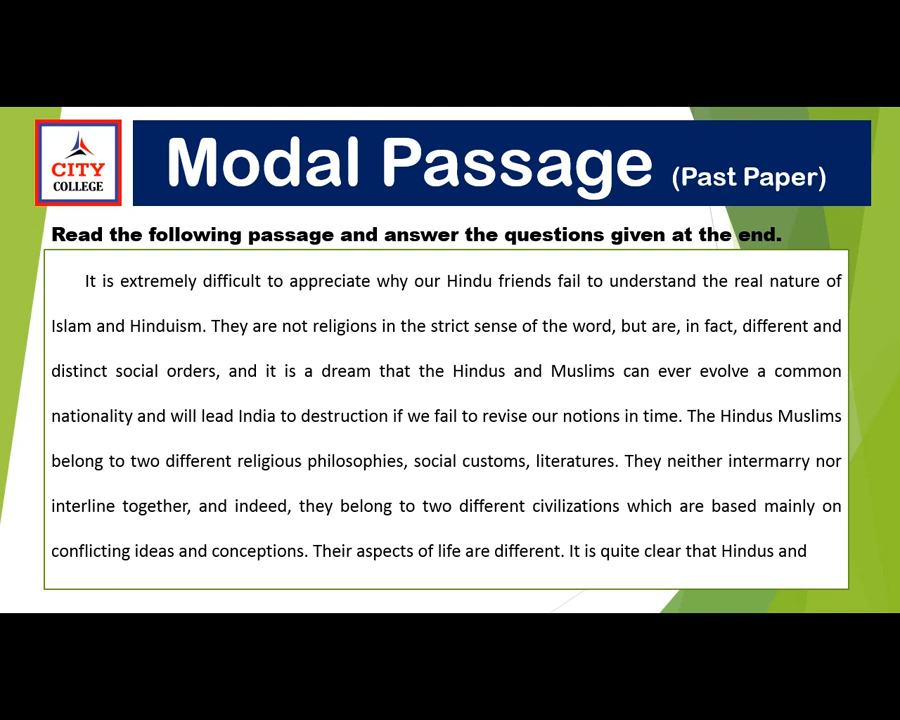 CITY
COLLEGE
Modal Passage (Past Paper)
Read the following passage and answer the questions given at the end.
It is extremely difficult to appreciate why our Hindu friends fail to understand the real nature of
Islam and Hinduism. They are not religions in the strict sense of the word, but are, in fact, different and
distinct social orders, and it is a dream that the Hindus and Muslims can ever evolve a common
nationality and will lead India to destruction if we fail to revise our notions in time. The Hindus Muslims
belong to two different religious philosophies, social customs, literatures. They neither intermarry nor
interline together, and indeed, they belong to two different civilizations which are based mainly on
conflicting ideas and conceptions. Their aspects of life are different. It is quite clear that Hindus and